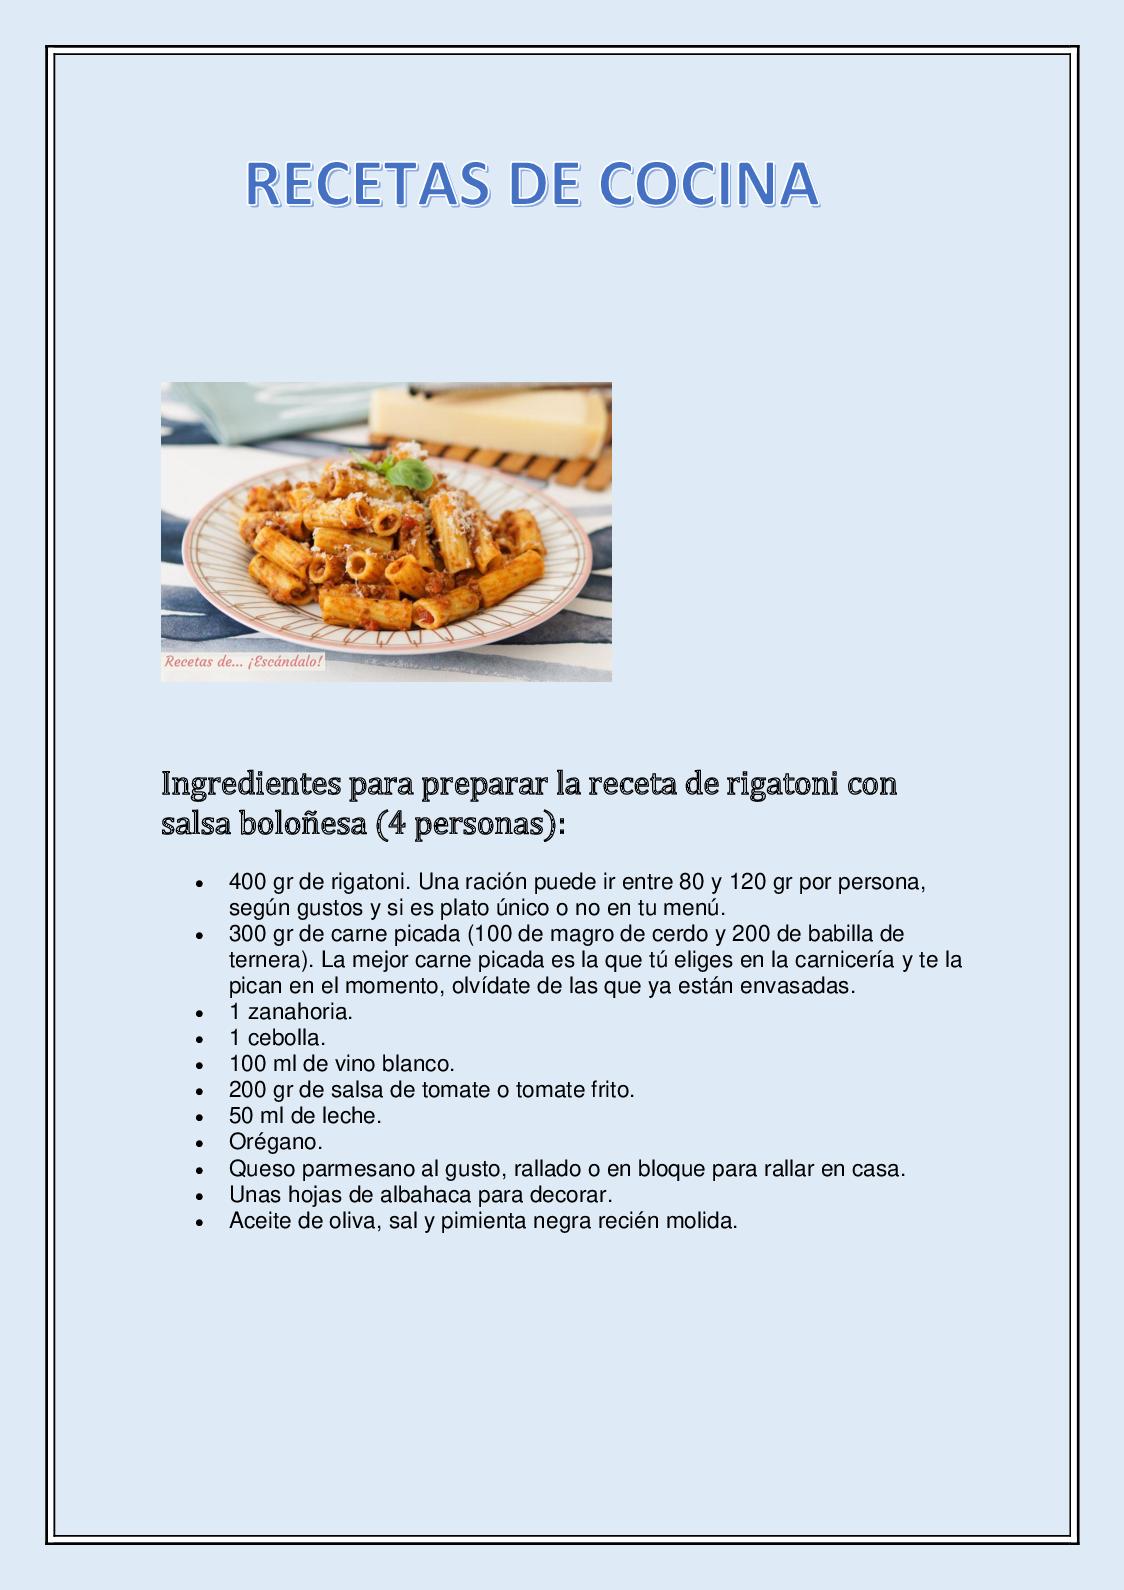 RECETAS DE COCINA
Recetas de... ¡Escándalo!
Ingredientes para preparar la receta de rigatoni con
salsa boloñesa (4 personas):
• 400 gr de rigatoni. Una ración puede ir entre 80 y 120 gr por persona,
según gustos y si es plato único o no en tu menú.
• 300 gr de carne picada (100 de magro de cerdo y 200 de babilla de
ternera). La mejor carne picada es la que tú eliges en la carnicería y te la
pican en el momento, olvídate de las que ya están envasadas.
• 1 zanahoria.
• 1 cebolla.
• 100 ml de vino blanco.
• 200 gr de salsa de tomate o tomate frito.
• 50 ml de leche.
• Orégano.
• Queso parmesano al gusto, rallado o en bloque para rallar en casa.
• Unas hojas de albahaca para decorar.
• Aceite de oliva, sal y pimienta negra recién molida.